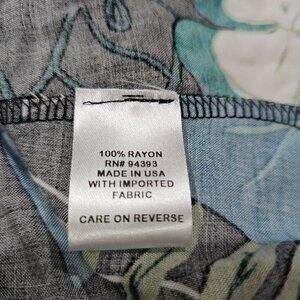 100% RAYON
RN# 94393
MADE IN USA
WITH IMPORTED
FABRIC
CARE ON REVERSE